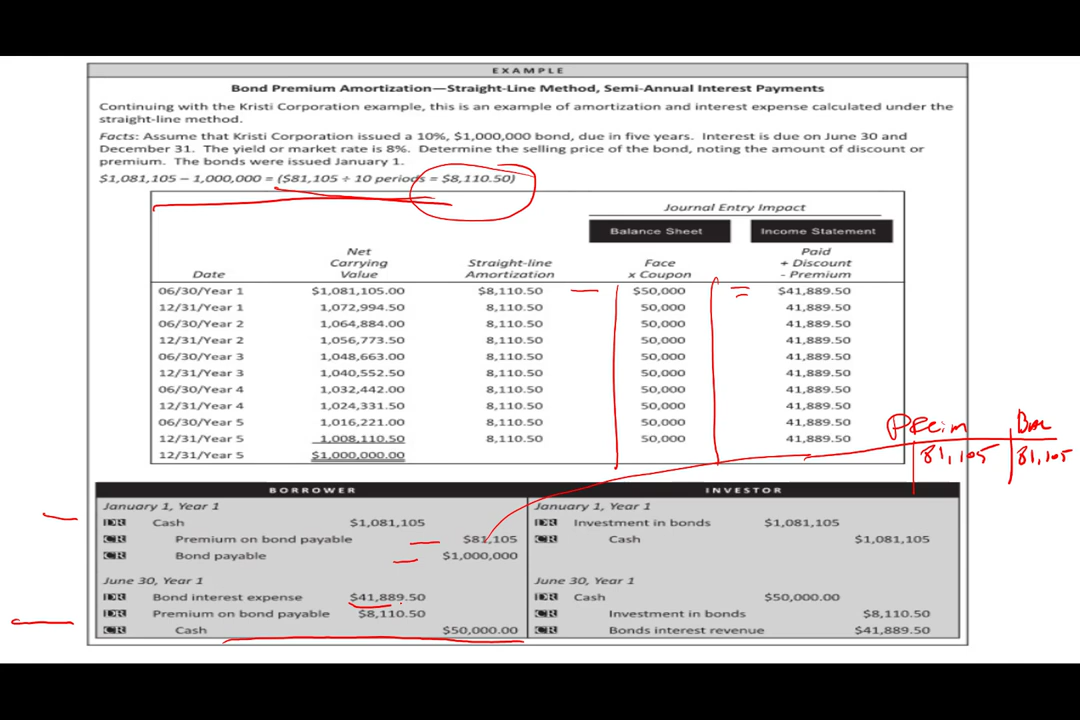 EXAMPLE
Bond Premium Amortization—Straight-Line Method, Semi-Annual Interest Payments
Continuing with the Kristi Corporation example, this is an example of amortization and interest expense calculated under the
straight-line method.
Facts: Assume that Kristi Corporation issued a 10%, $1,000,000 bond, due in five years. Interest is due on June 30 and
December 31. The yield or market rate is 8%. Determine the selling price of the bond, noting the amount of discount or
premium. The bonds were issued January 1.
$1,081,105 – 1,000,000 = ($81,105 ÷ 10 periods = $8,110.50)
Journal Entry Impact
Balance Sheet Income Statement
Net Paid
Carrying Straight-line Face + Discount
Date Value Amortization x Coupon - Premium
06/30/Year 1 $1,081,105.00 $8,110.50 — $50,000 = $41,889.50
12/31/Year 1 1,072,994.50 8,110.50 50,000 41,889.50
06/30/Year 2 1,064,884.00 8,110.50 50,000 41,889.50
12/31/Year 2 1,056,773.50 8,110.50 50,000 41,889.50
06/30/Year 3 1,048,663.00 8,110.50 50,000 41,889.50
12/31/Year 3 1,040,552.50 8,110.50 50,000 41,889.50
06/30/Year 4 1,032,442.00 8,110.50 50,000 41,889.50
12/31/Year 4 1,024,331.50 8,110.50 50,000 41,889.50
06/30/Year 5 1,016,221.00 8,110.50 50,000 41,889.50
12/31/Year 5 1,008,110.50 8,110.50 50,000 41,889.50
12/31/Year 5 $1,000,000.00
81,105 81,105
BORROWER INVESTOR
January 1, Year 1 January 1, Year 1
DR Cash $1,081,105 DR Investment in bonds $1,081,105
CR Premium on bond payable $81,105 CR Cash $1,081,105
CR Bond payable $1,000,000
June 30, Year 1 June 30, Year 1
DR Bond interest expense $41,889.50 DR Cash $50,000.00
DR Premium on bond payable $8,110.50 CR Investment in bonds $8,110.50
CR Cash $50,000.00 CR Bonds interest revenue $41,889.50